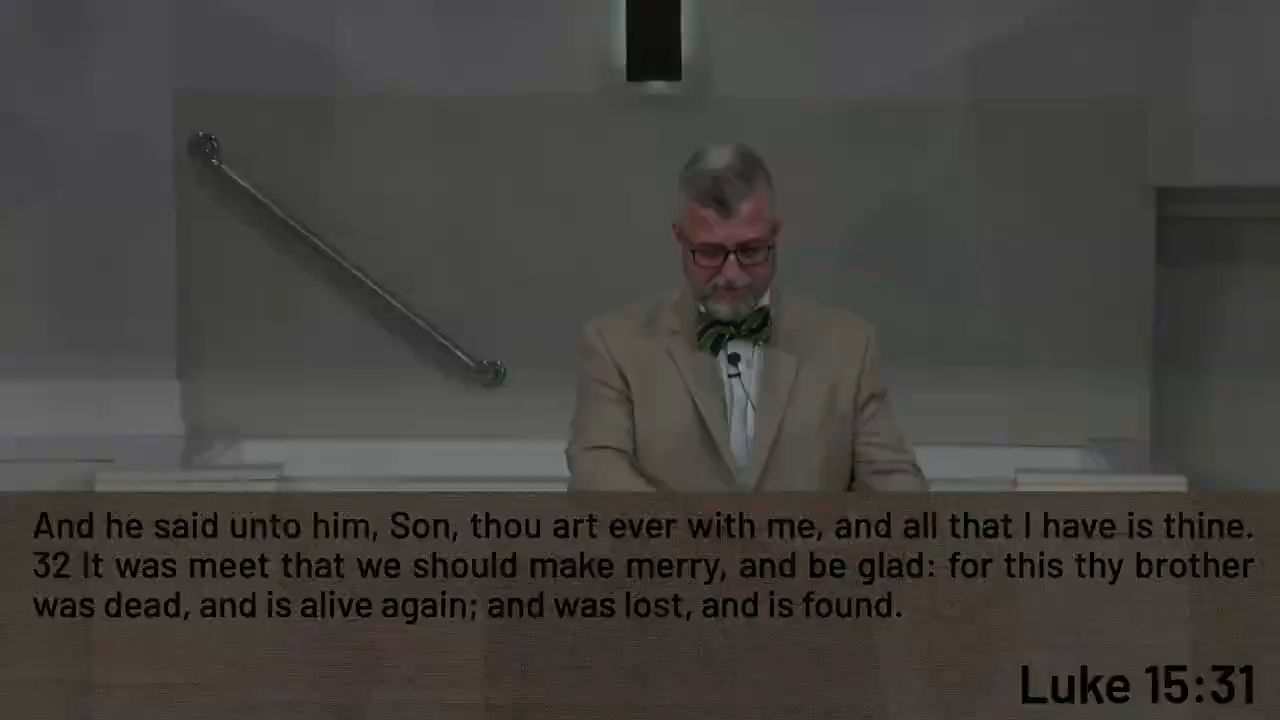 And he said unto him, Son, thou art ever with me, and all that I have is thine.
32 It was meet that we should make merry, and be glad: for this thy brother
was dead, and is alive again; and was lost, and is found.
Luke 15:31